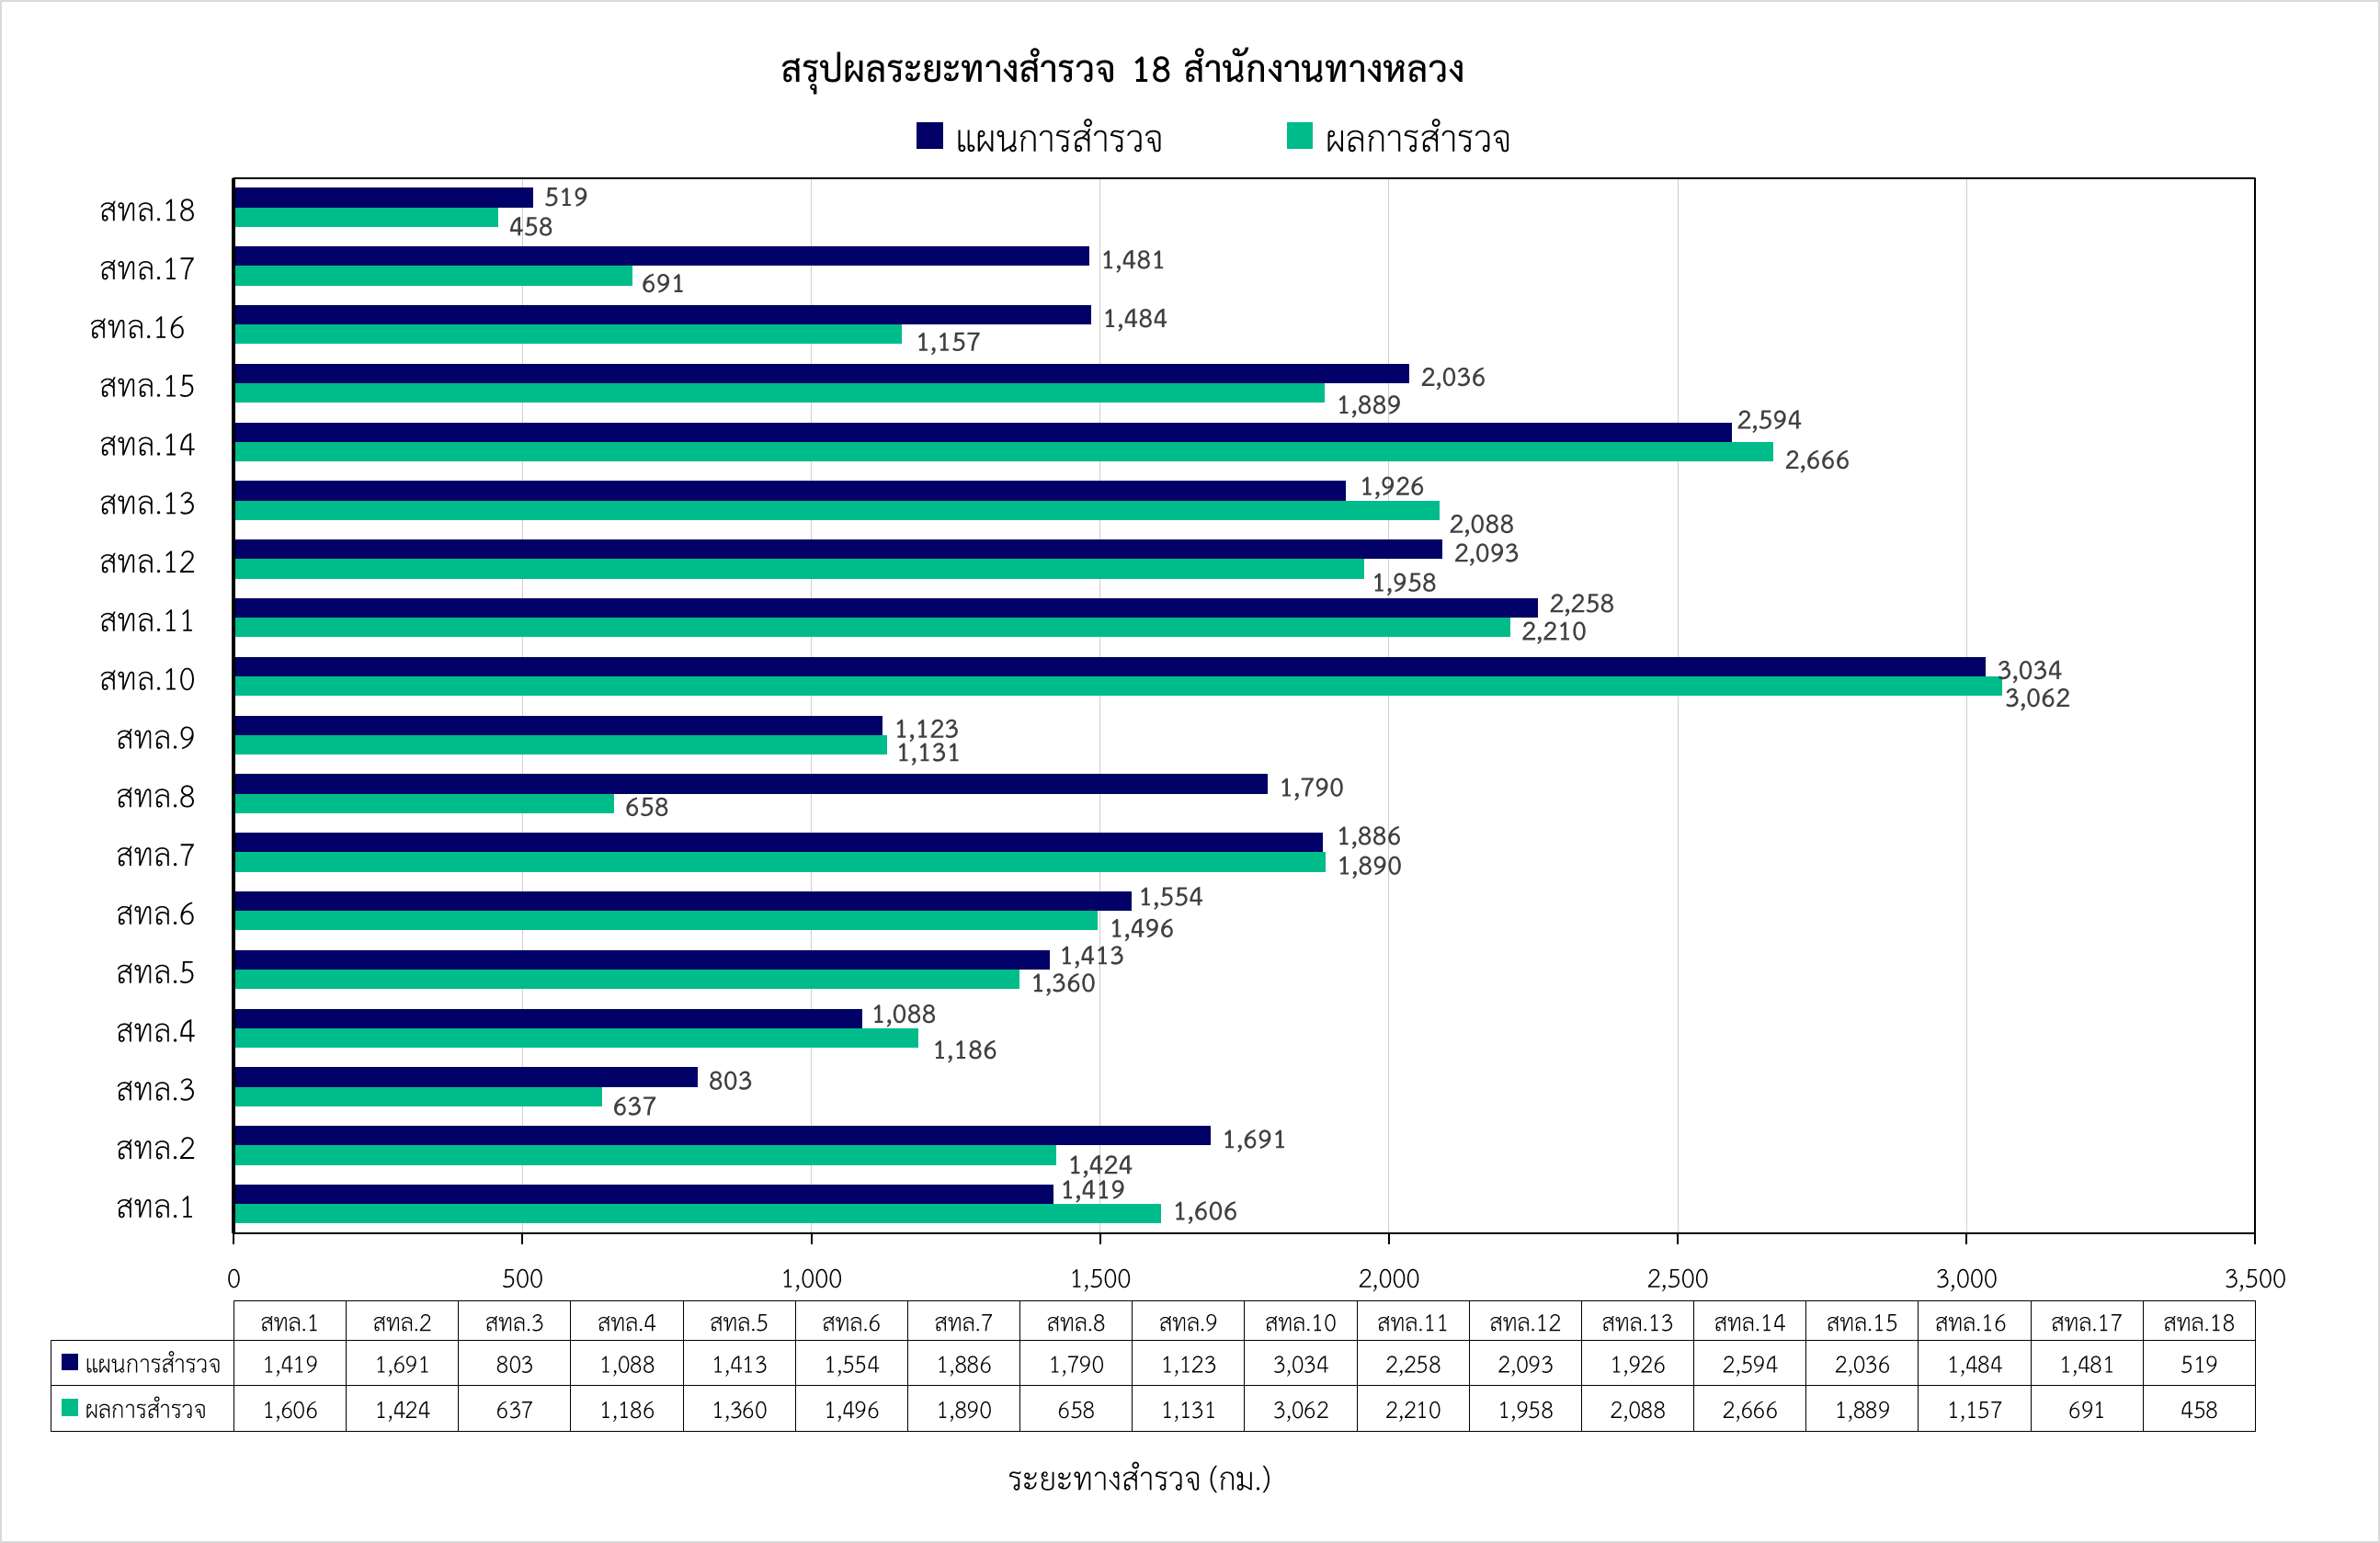 สรุปผลระยะทางสำรวจ 18 สำนักงานทางหลวง
แผนการสำรวจ ผลการสำรวจ
สทล.18 519
458
สทล.17 1,481
691
สทล.16 1,484
1,157
สทล.15 2,036
1,889
สทล.14 2,594
2,666
สทล.13 1,926
2,088
สทล.12 2,093
1,958
สทล.11 2,258
2,210
สทล.10 3,034
3,062
สทล.9 1,123
1,131
สทล.8 1,790
658
สทล.7 1,886
1,890
สทล.6 1,554
1,496
สทล.5 1,413
1,360
สทล.4 1,088
1,186
สทล.3 803
637
สทล.2 1,691
1,424
สทล.1 1,419
1,606
0 500 1,000 1,500 2,000 2,500 3,000 3,500
สทล.1 สทล.2 สทล.3 สทล.4 สทล.5 สทล.6 สทล.7 สทล.8 สทล.9 สทล.10 สทล.11 สทล.12 สทล.13 สทล.14 สทล.15 สทล.16 สทล.17 สทล.18
แผนการสำรวจ 1,419 1,691 803 1,088 1,413 1,554 1,886 1,790 1,123 3,034 2,258 2,093 1,926 2,594 2,036 1,484 1,481 519
ผลการสำรวจ 1,606 1,424 637 1,186 1,360 1,496 1,890 658 1,131 3,062 2,210 1,958 2,088 2,666 1,889 1,157 691 458
ระยะทางสำรวจ (กม.)